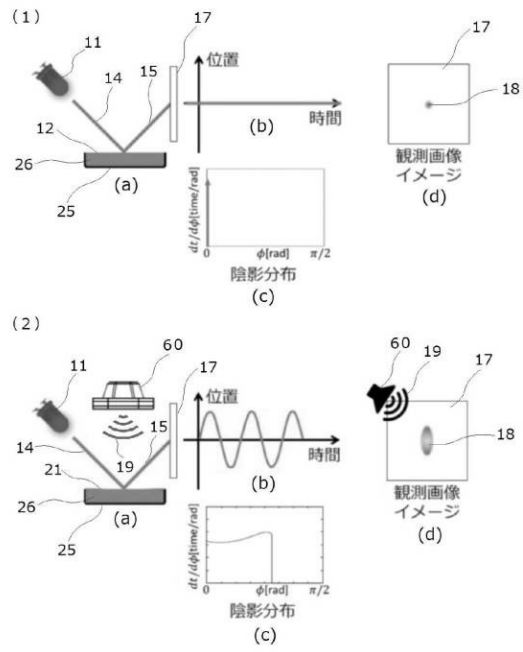 (1)
11
14
15
17
12
26
25
(a)
位置
時間
(b)
dt/dϕ[time/rad]
0
ϕ[rad]
π/2
陰影分布
(c)
17
18
観測画像
イメージ
(d)
(2)
11
60
14
19
15
17
21
26
25
(a)
位置
時間
(b)
dt/dϕ[time/rad]
0
ϕ[rad]
π/2
陰影分布
(c)
60
19
17
18
観測画像
イメージ
(d)